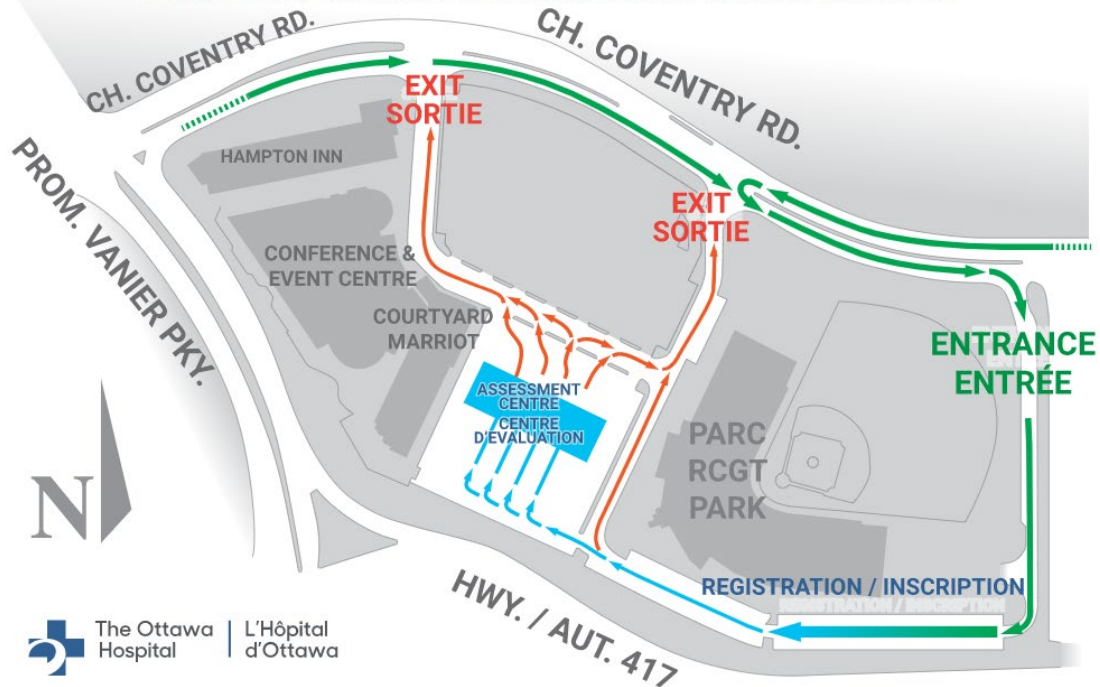 CH. COVENTRY RD.
CH. COVENTRY RD.
EXIT
SORTIE
HAMPTON INN
PROM. VANIER PKY.
EXIT
SORTIE
CONFERENCE &
EVENT CENTRE
COURTYARD
MARRIOT
ENTRANCE
ENTRÉE
ASSESSMENT
CENTRE
CENTRE
D'EVALUATION
PARC
RCGT
PARK
N
REGISTRATION / INSCRIPTION
REGISTRATION / INSCRIPTION
HWY. / AUT. 417
The Ottawa
Hospital
L'Hôpital
d'Ottawa